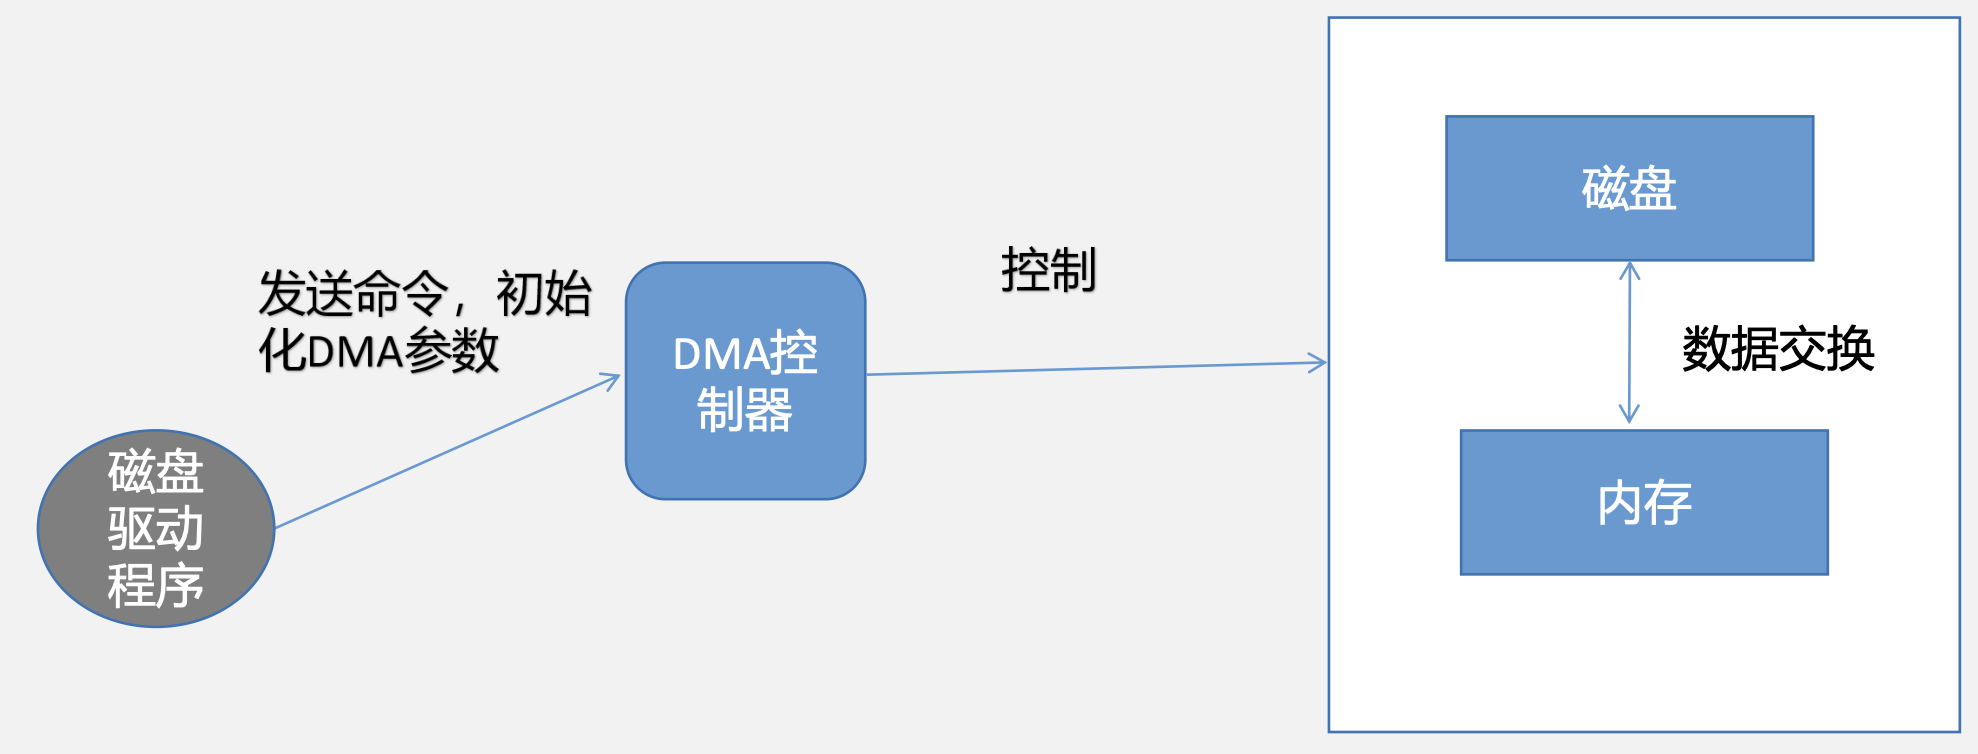 发送命令，初始
化DMA参数
磁盘
驱动
程序
DMA控
制器
控制
磁盘
数据交换
内存